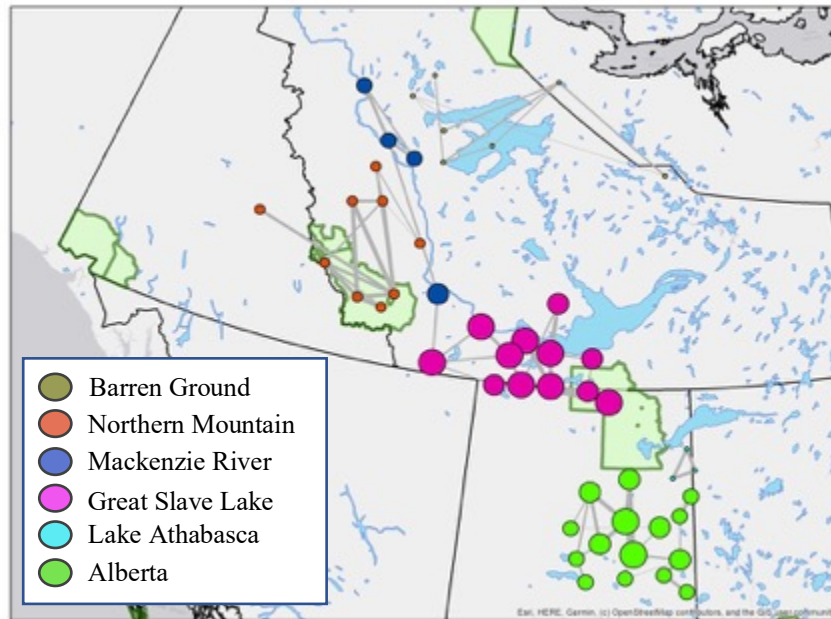 Barren Ground
Northern Mountain
Mackenzie River
Great Slave Lake
Lake Athabasca
Alberta
Esri, HERE, Garmin, (c) OpenStreetMap contributors, and the GIS user community